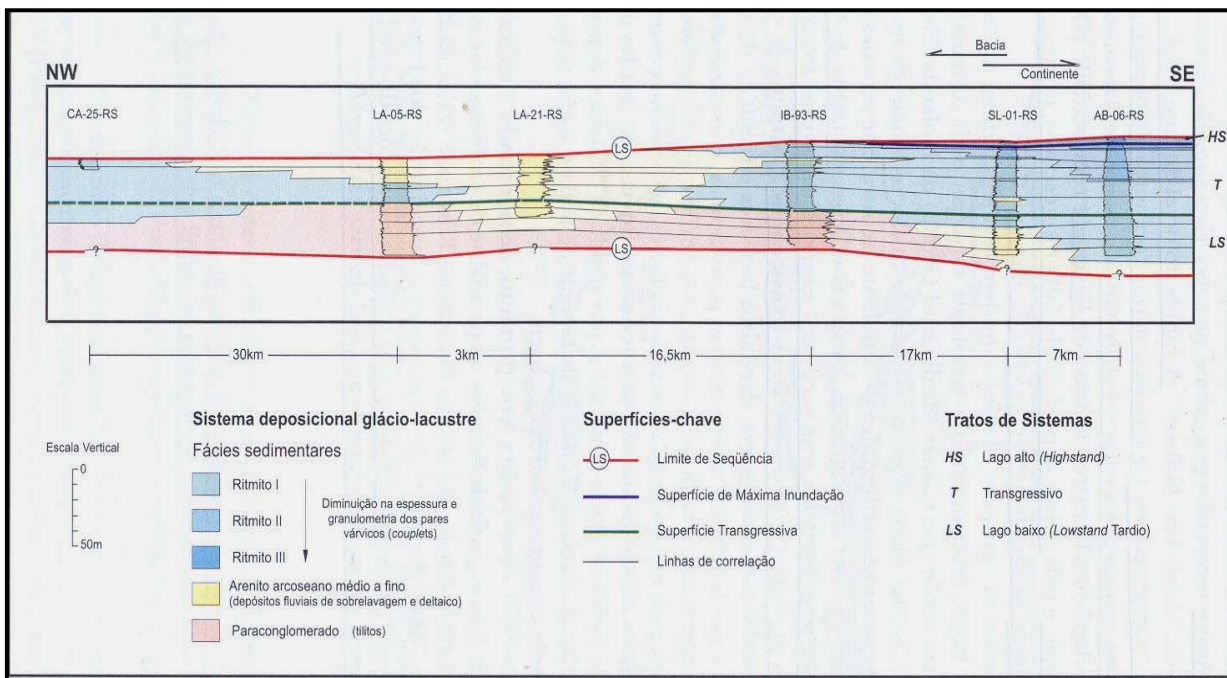 Bacia
Continente
NW
SE
CA-25-RS
LA-05-RS
LA-21-RS
IB-93-RS
SL-01-RS
AB-06-RS
HS
LS
T
LS
LS
?
?
?
?
30km
3km
16,5km
17km
7km
Escala Vertical
0
50m
Sistema deposicional glácio-lacustre
Fácies sedimentares
Ritmito I
Ritmito II
Ritmito III
Diminuição na espessura e
granulometria dos pares
várvicos (couplets)
Arenito arcoseano médio a fino
(depósitos fluviais de sobrelavagem e deltaico)
Paraconglomerado (tilitos)
Superfícies-chave
LS
Limite de Seqüência
Superfície de Máxima Inundação
Superfície Transgressiva
Linhas de correlação
Tratos de Sistemas
HS Lago alto (Highstand)
T Transgressivo
LS Lago baixo (Lowstand Tardio)